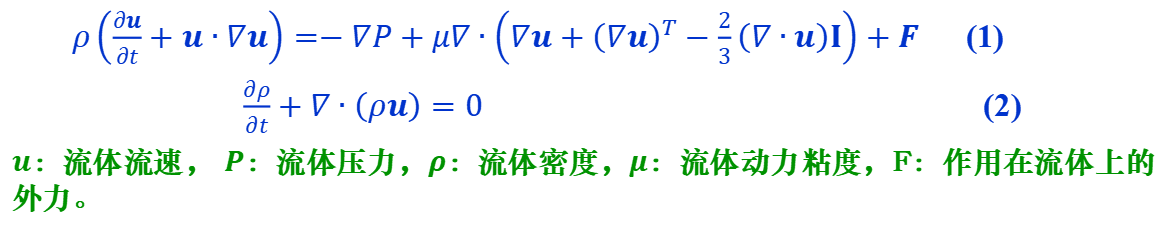 ρ(∂u/∂t + u · ∇u) =− ∇P + μ∇ · (∇u + (∇u)ᵀ − 2/3 (∇ · u)I) + F (1)
∂ρ/∂t + ∇ · (ρu) = 0 (2)
u：流体流速， P：流体压力，ρ：流体密度，μ：流体动力粘度，F：作用在流体上的
外力。